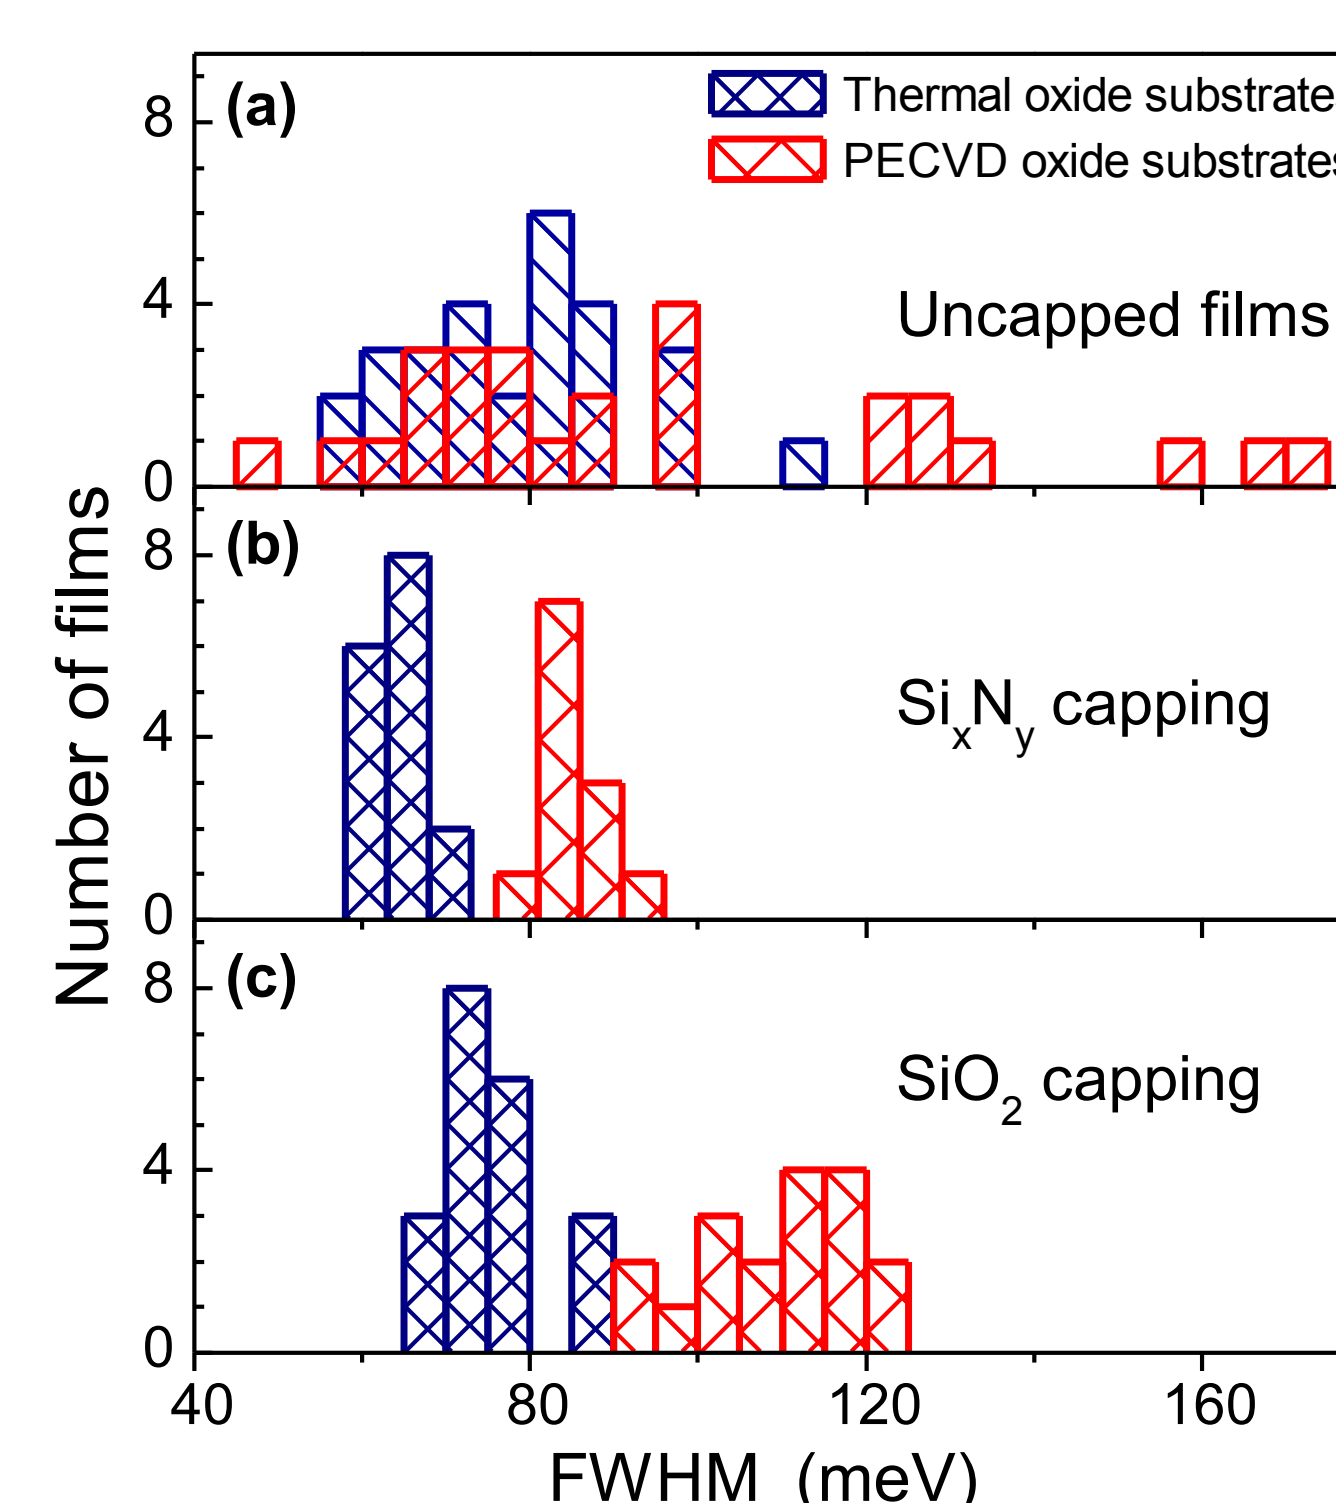 (a)
Thermal oxide substrate
PECVD oxide substrates
Uncapped films
8
4
0
(b)
SixNy capping
8
4
0
(c)
SiO2 capping
8
4
0
Number of films
40 80 120 160
FWHM (meV)